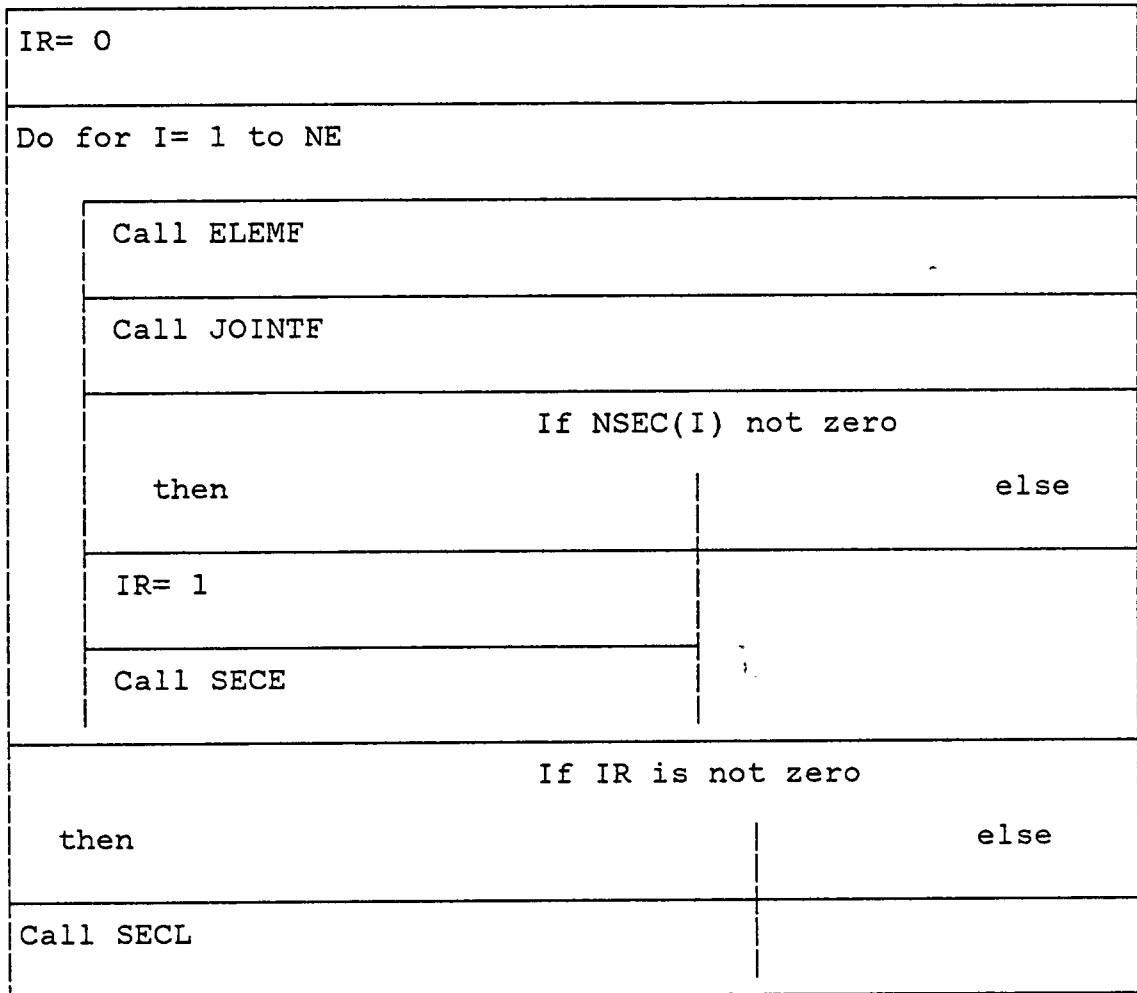 IR= 0
Do for I= 1 to NE
Call ELEMF
Call JOINTF
If NSEC(I) not zero
then else
IR= 1
Call SECE
If IR is not zero
then else
Call SECL